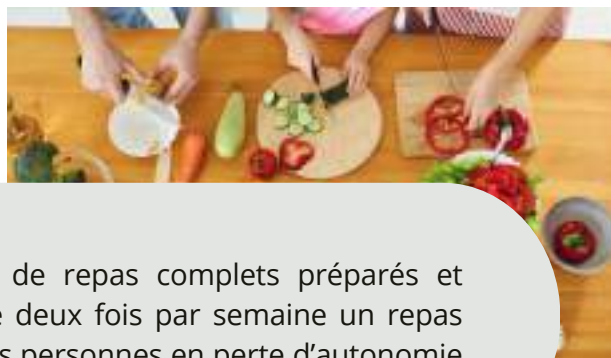 de repas complets préparés et
deux fois par semaine un repas
personnes en perte d'autonomie